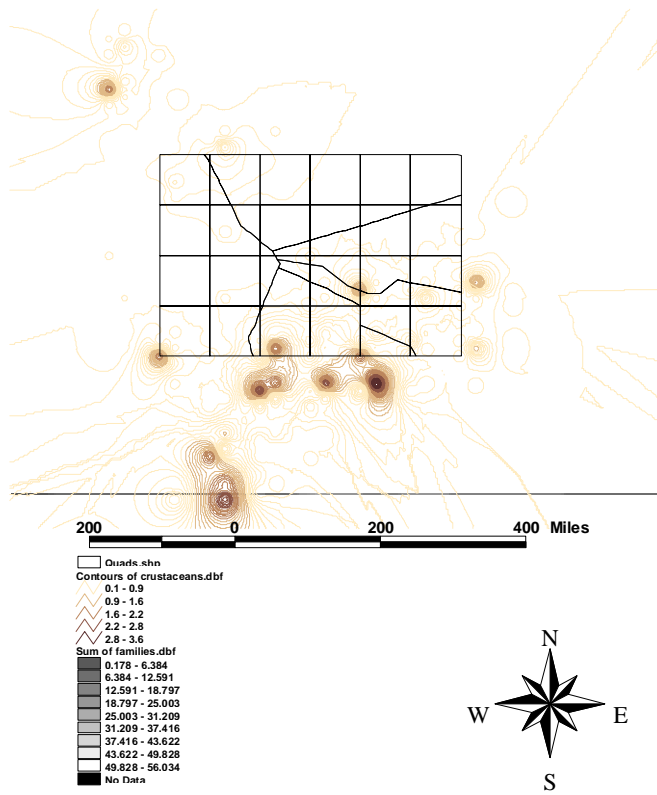 200 0 200 400 Miles
Quads.shp
Contours of crustaceans.dbf
0.1 - 0.9
0.9 - 1.6
1.6 - 2.2
2.2 - 2.8
2.8 - 3.6
Sum of families.dbf
0.178 - 6.384
6.384 - 12.591
12.591 - 18.797
18.797 - 25.003
25.003 - 31.209
31.209 - 37.416
37.416 - 43.622
43.622 - 49.828
49.828 - 56.034
No Data
N
W E
S